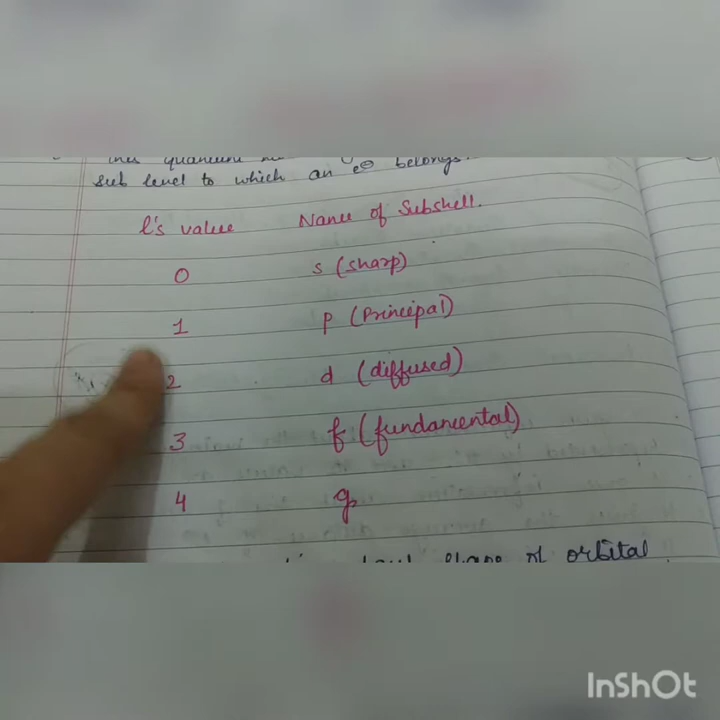 sub level to which an e⊖ belongs.
l's value Name of Subshell.
0 s (sharp)
1 p (Principal)
2 d (diffused)
3 f (fundamental)
4 g
of orbital
InShOt